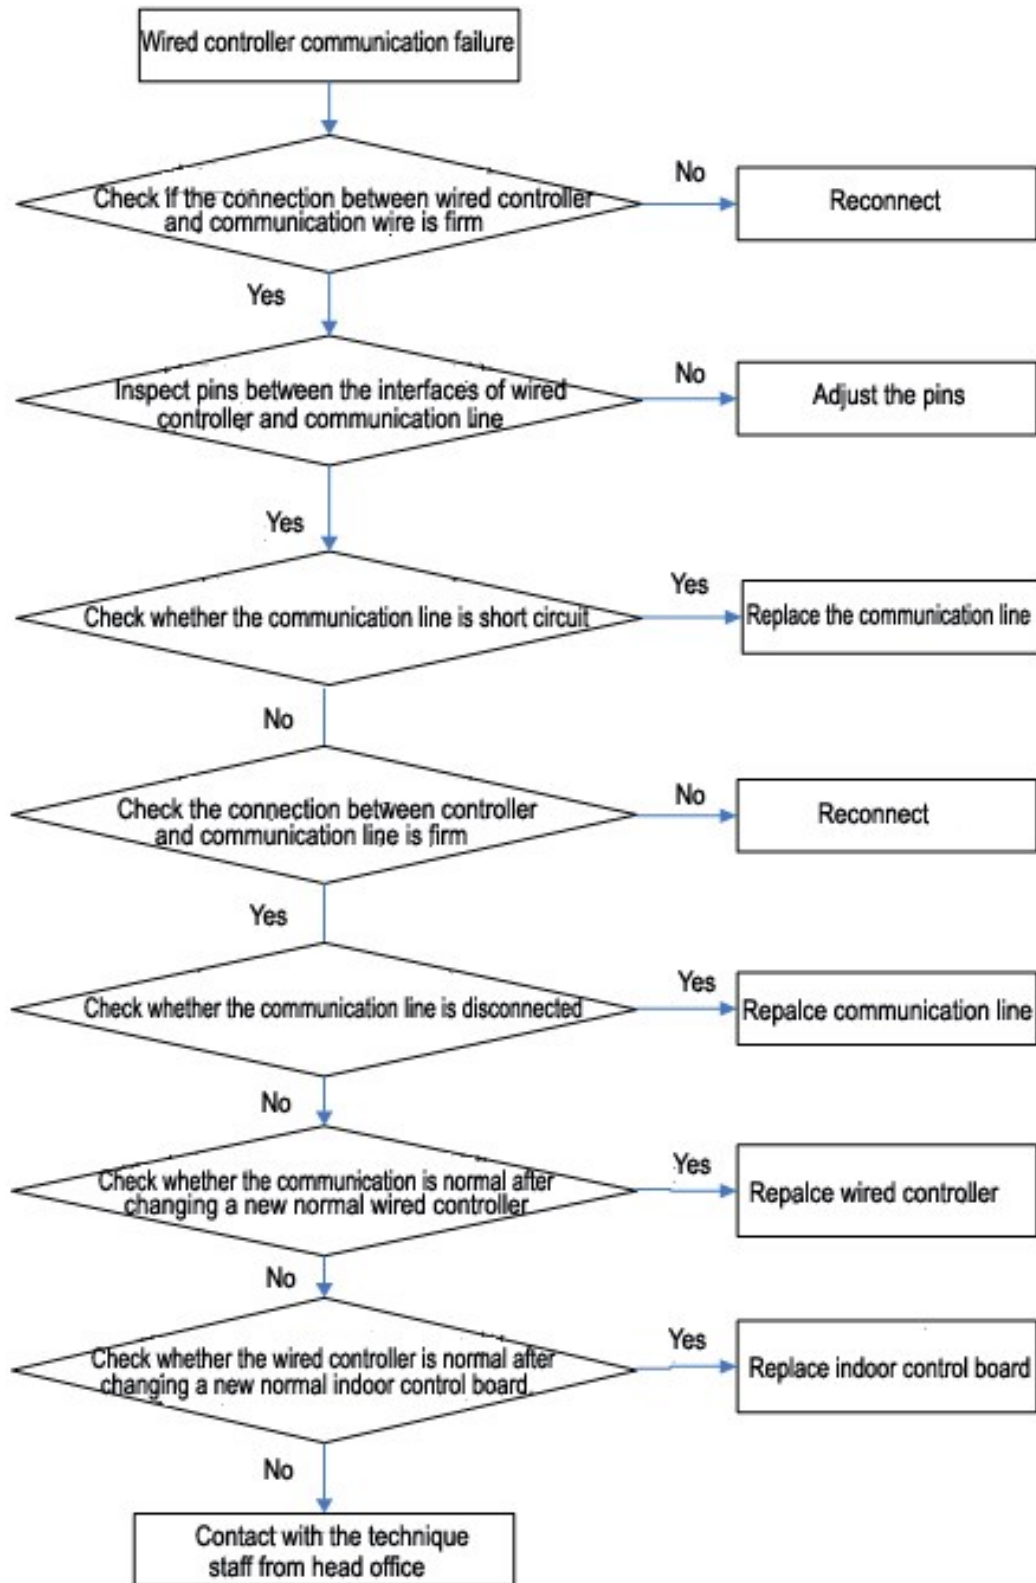 Wired controller communication failure
Check if the connection between wired controller
and communication wire is firm
No
Reconnect
Yes
Inspect pins between the interfaces of wired
controller and communication line
No
Adjust the pins
Yes
Check whether the communication line is short circuit
Yes
Replace the communication line
No
Check the connection between controller
and communication line is firm
No
Reconnect
Yes
Check whether the communication line is disconnected
Yes
Repalce communication line
No
Check whether the communication is normal after
changing a new normal wired controller
Yes
Repalce wired controller
No
Check whether the wired controller is normal after
changing a new normal indoor control board.
Yes
Replace indoor control board
No
Contact with the technique
staff from head office